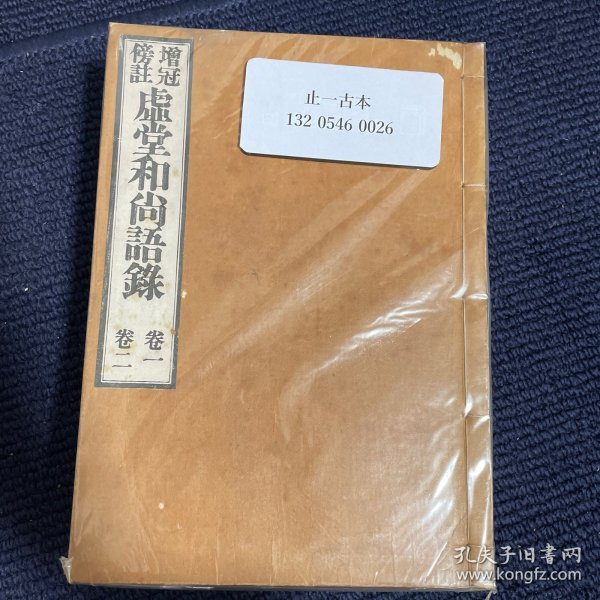 增冠
傍註
虛堂和尚語錄
卷一
卷二
止一古本
132 0546 0026
孔夫子旧书网
www.kongfz.com